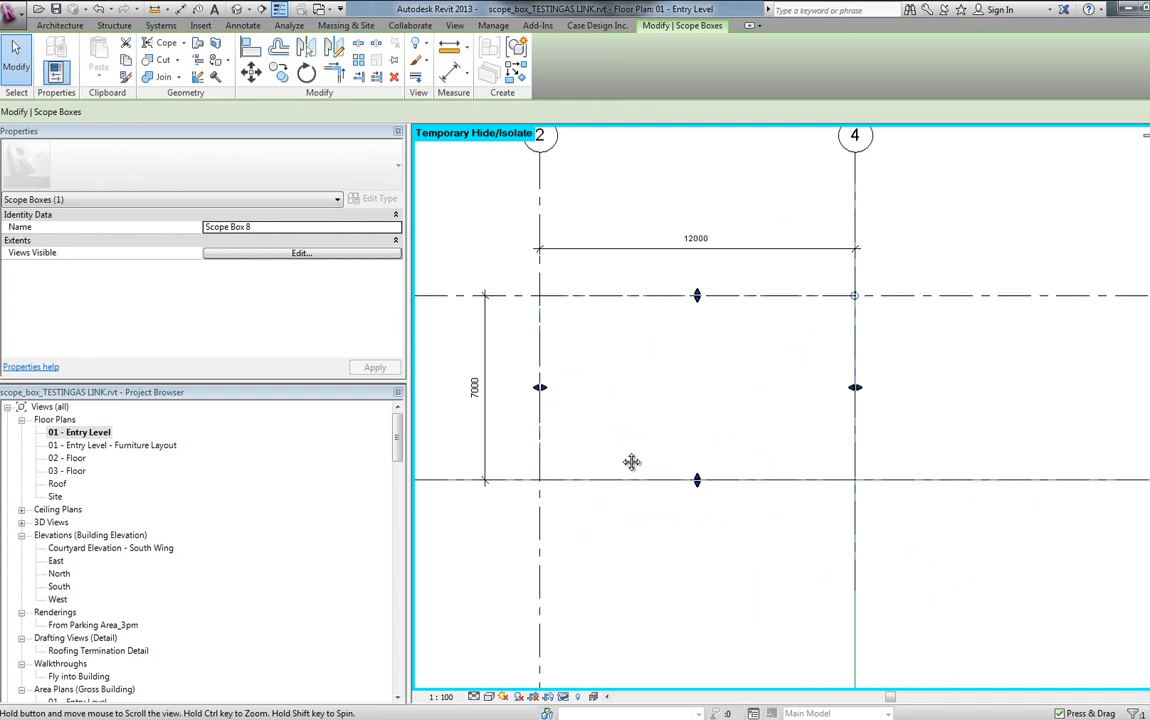 Autodesk Revit 2013 - scope_box_TESTINGAS LINK.rvt - Floor Plan: 01 - Entry Level
Type a keyword or phrase
Sign In
Architecture Structure Systems Insert Annotate Analyze Massing & Site Collaborate View Manage Add-Ins Case Design Inc. Modify | Scope Boxes
Modify
Paste
Cope
Cut
Join
Select Properties Clipboard Geometry Modify View Measure Create
Modify | Scope Boxes
Properties
Scope Boxes (1)
Edit Type
Identity Data
Name Scope Box 8
Extents
Views Visible Edit...
Properties help
Apply
scope_box_TESTINGAS LINK.rvt - Project Browser
Views (all)
Floor Plans
01 - Entry Level
01 - Entry Level - Furniture Layout
02 - Floor
03 - Floor
Roof
Site
Ceiling Plans
3D Views
Elevations (Building Elevation)
Courtyard Elevation - South Wing
East
North
South
West
Renderings
From Parking Area_3pm
Drafting Views (Detail)
Roofing Termination Detail
Walkthroughs
Fly into Building
Area Plans (Gross Building)
01 - Entry Level
Temporary Hide/Isolate
2
4
12000
7000
1 : 100
Hold button and move mouse to Scroll the view. Hold Ctrl key to Zoom. Hold Shift key to Spin.
:0
Main Model
Press & Drag
:1